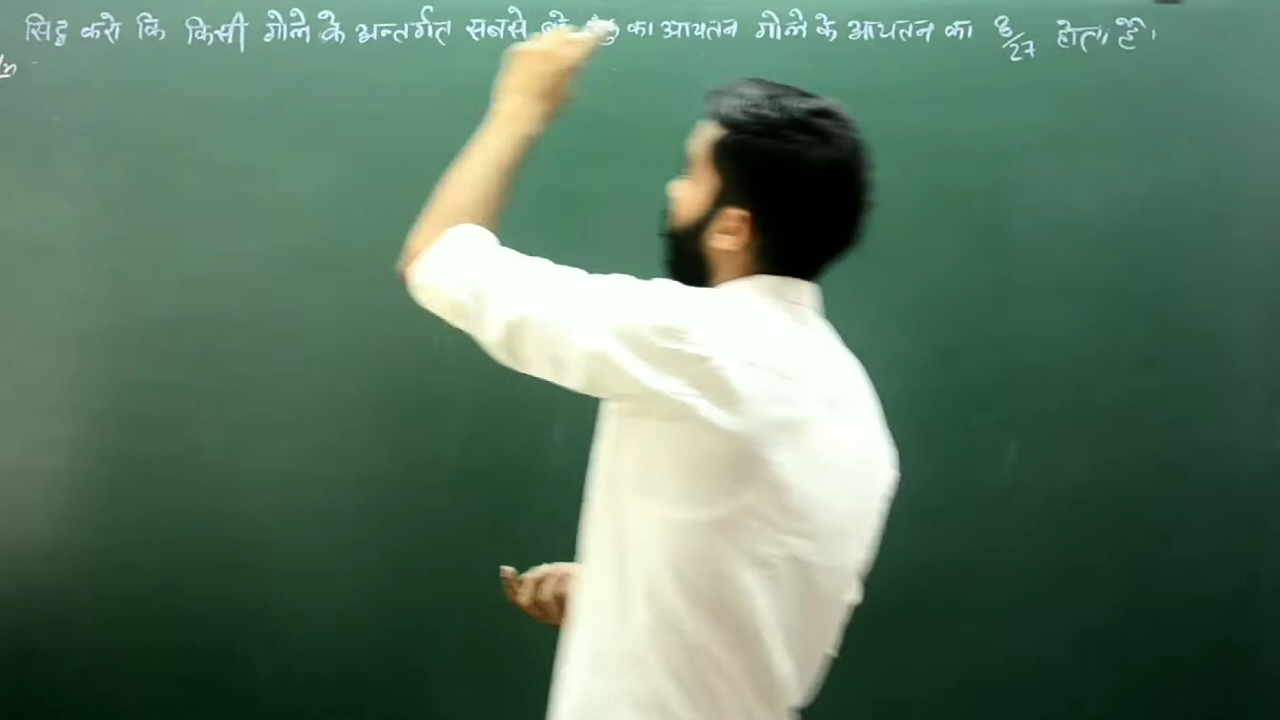 सिद्ध करो कि किसी गोले के अन्तर्गत सबसे का आयतन गोले के आयतन का 8/27 होता है।